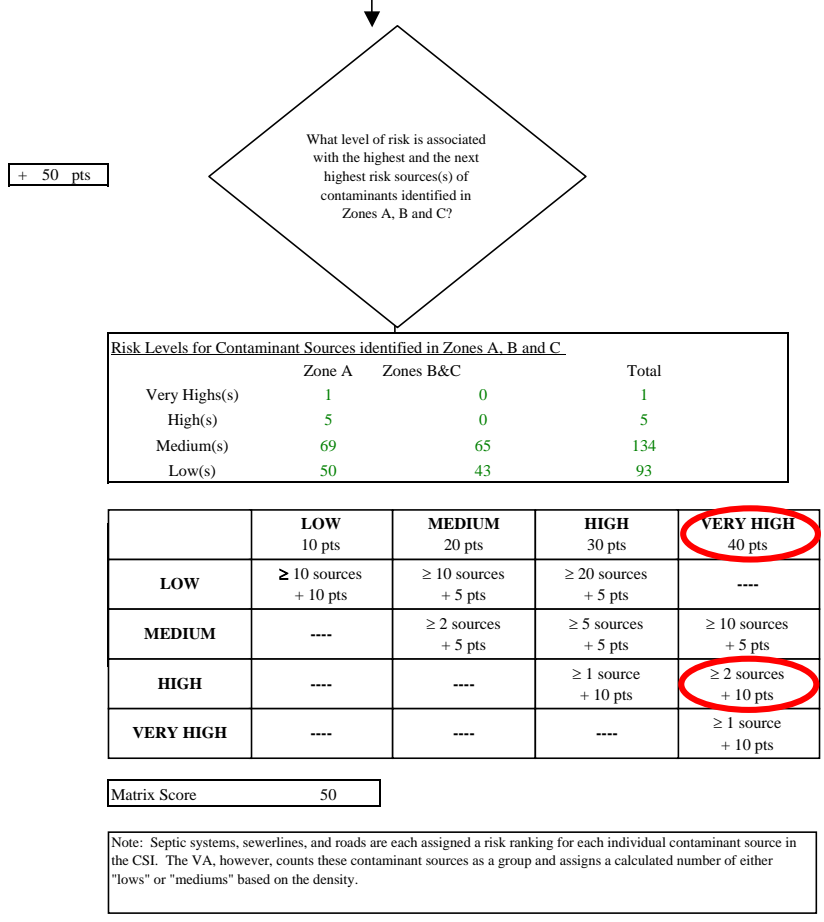 What level of risk is associated
with the highest and the next
highest risk sources(s) of
contaminants identified in
Zones A, B and C?
+ 50 pts
Risk Levels for Contaminant Sources identified in Zones A, B and C
Zone A Zones B&C Total
Very Highs(s) 1 0 1
High(s) 5 0 5
Medium(s) 69 65 134
Low(s) 50 43 93
LOW MEDIUM HIGH VERY HIGH
10 pts 20 pts 30 pts 40 pts
LOW ≥ 10 sources ≥ 10 sources ≥ 20 sources ----
+ 10 pts + 5 pts + 5 pts
MEDIUM ---- ≥ 2 sources ≥ 5 sources ≥ 10 sources
+ 5 pts + 5 pts + 5 pts
HIGH ---- ---- ≥ 1 source ≥ 2 sources
+ 10 pts + 10 pts
VERY HIGH ---- ---- ---- ≥ 1 source
+ 10 pts
Matrix Score 50
Note: Septic systems, sewerlines, and roads are each assigned a risk ranking for each individual contaminant source in
the CSI. The VA, however, counts these contaminant sources as a group and assigns a calculated number of either
"lows" or "mediums" based on the density.